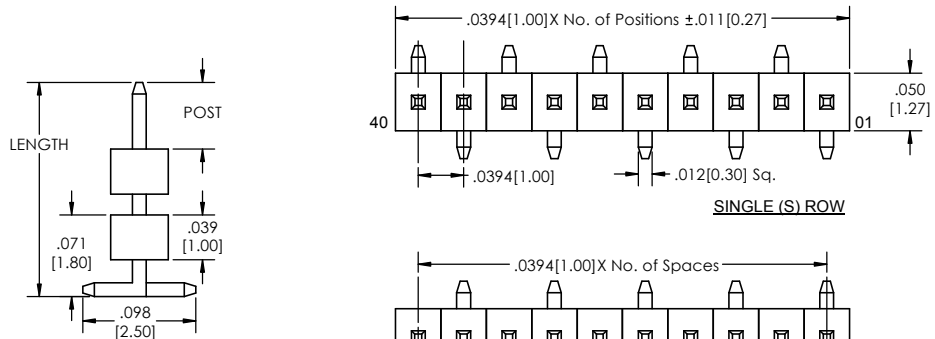 .0394[1.00]X No. of Positions ±.011[0.27]
POST
LENGTH
.050
[1.27]
40
01
.0394[1.00]
.012[0.30] Sq.
SINGLE (S) ROW
.071
[1.80]
.039
[1.00]
.0394[1.00]X No. of Spaces
.098
[2.50]